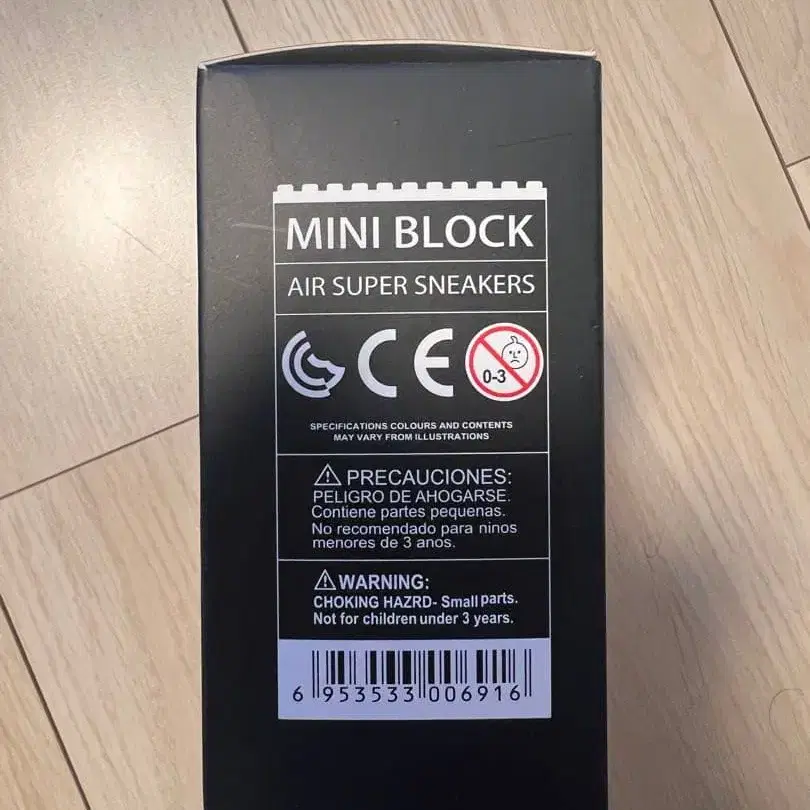 MINI BLOCK
AIR SUPER SNEAKERS
CE 0-3
SPECIFICATIONS COLOURS AND CONTENTS
MAY VARY FROM ILLUSTRATIONS
PRECAUCIONES:
PELIGRO DE AHOGARSE.
Contiene partes pequenas.
No recomendado para ninos
menores de 3 anos.
WARNING:
CHOKING HAZRD- Small parts.
Not for children under 3 years.
6 953533 006916